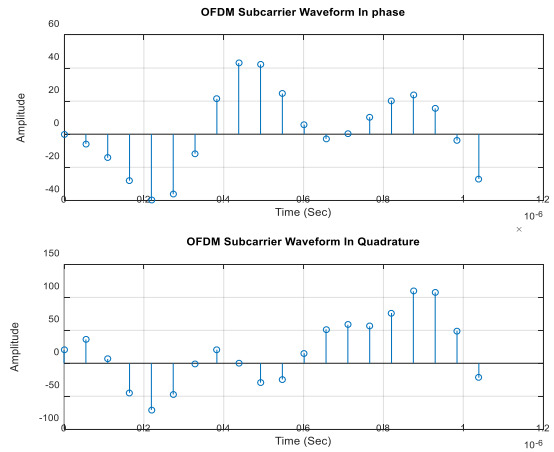 OFDM Subcarrier Waveform In phase
60
40
20
0
-20
-40
Amplitude
0 0.2 0.4 0.6 0.8 1 1.2
Time (Sec)
10-6
×
OFDM Subcarrier Waveform In Quadrature
150
100
50
0
-50
-100
Amplitude
0 0.2 0.4 0.6 0.8 1 1.2
Time (Sec)
10-6